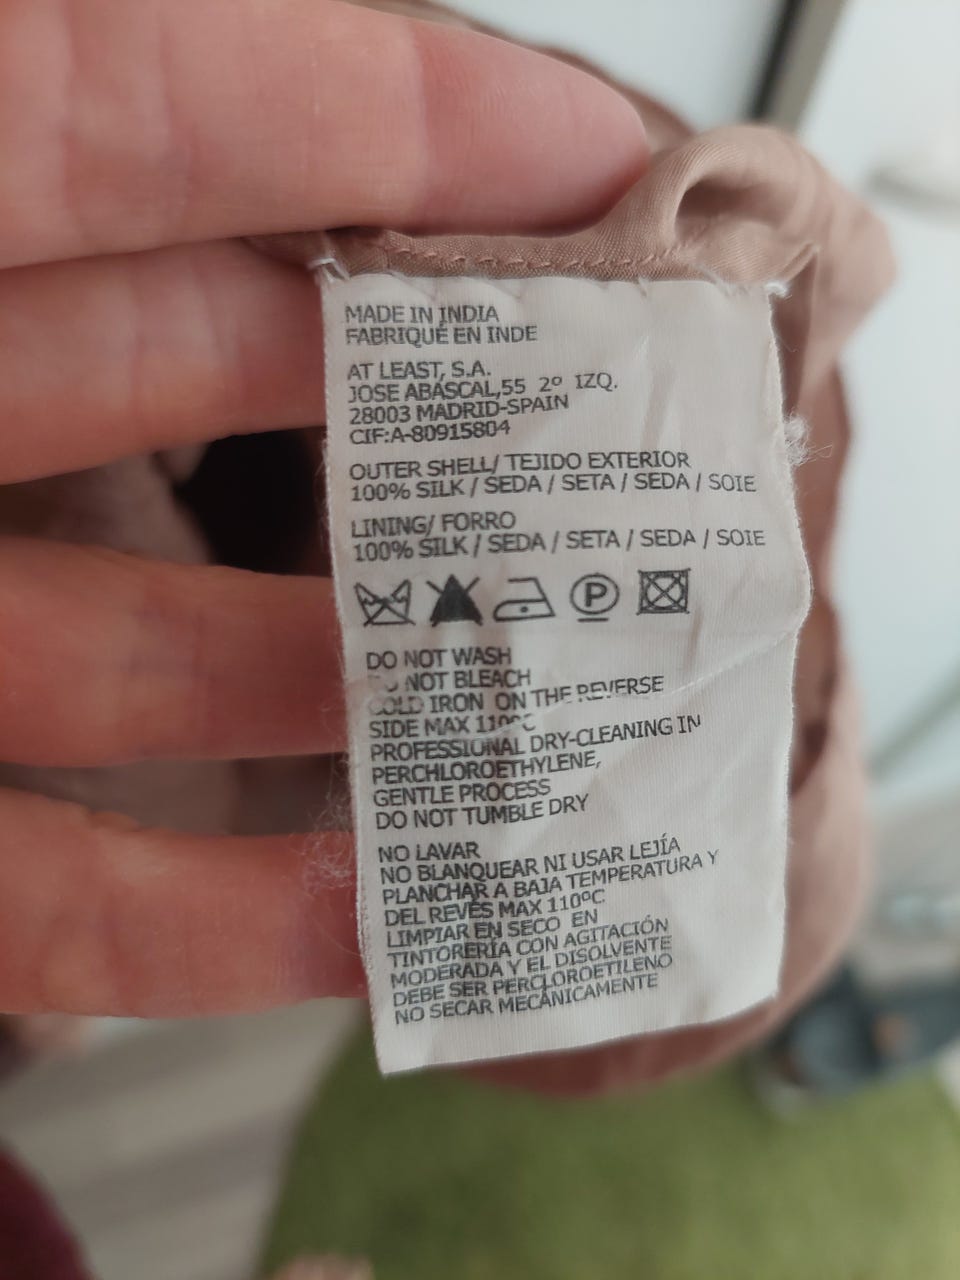 MADE IN INDIA
FABRIQUÉ EN INDE
AT LEAST, S.A.
JOSE ABASCAL,55 2º IZQ.
28003 MADRID-SPAIN
CIF:A-80915804
OUTER SHELL/ TEJIDO EXTERIOR
100% SILK / SEDA / SETA / SEDA / SOIE
LINING/ FORRO
100% SILK / SEDA / SETA / SEDA / SOIE
P
DO NOT WASH
DO NOT BLEACH
COLD IRON ON THE REVERSE
SIDE MAX 110ºC
PROFESSIONAL DRY-CLEANING IN
PERCHLOROETHYLENE,
GENTLE PROCESS
DO NOT TUMBLE DRY
NO LAVAR
NO BLANQUEAR NI USAR LEJÍA
PLANCHAR A BAJA TEMPERATURA Y
DEL REVÉS MAX 110ºC
LIMPIAR EN SECO EN
TINTORERÍA CON AGITACIÓN
MODERADA Y EL DISOLVENTE
DEBE SER PERCLOROETILENO
NO SECAR MECÁNICAMENTE